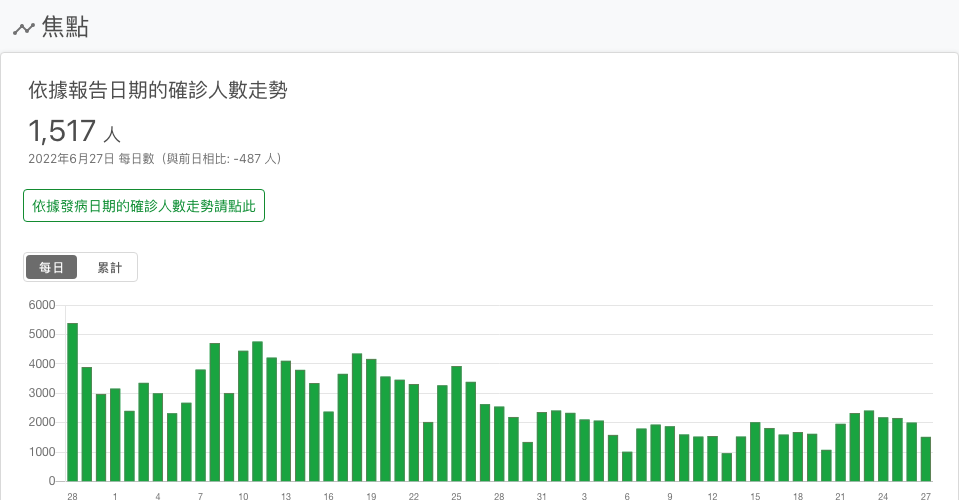 焦點
依據報告日期的確診人數走勢
1,517 人
2022年6月27日 每日數（與前日相比: -487 人）
依據發病日期的確診人數走勢請點此
每日 累計
6000
5000
4000
3000
2000
1000
0
28 1 4 7 10 13 16 19 22 25 28 31 3 6 9 12 15 18 21 24 27